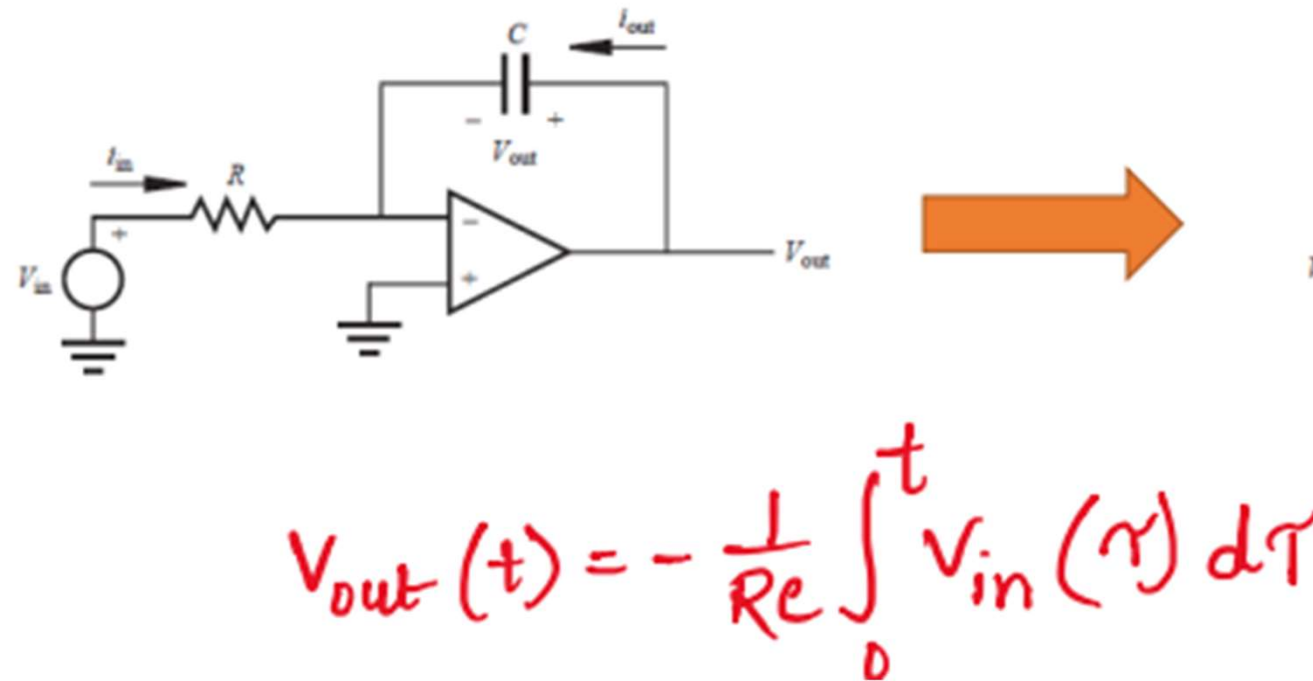 C
i_out
− +
V_out
i_in
R
+
V_in
−
+
V_out
V_out (t) = - 1/RC ∫_0^t V_in (τ) dτ